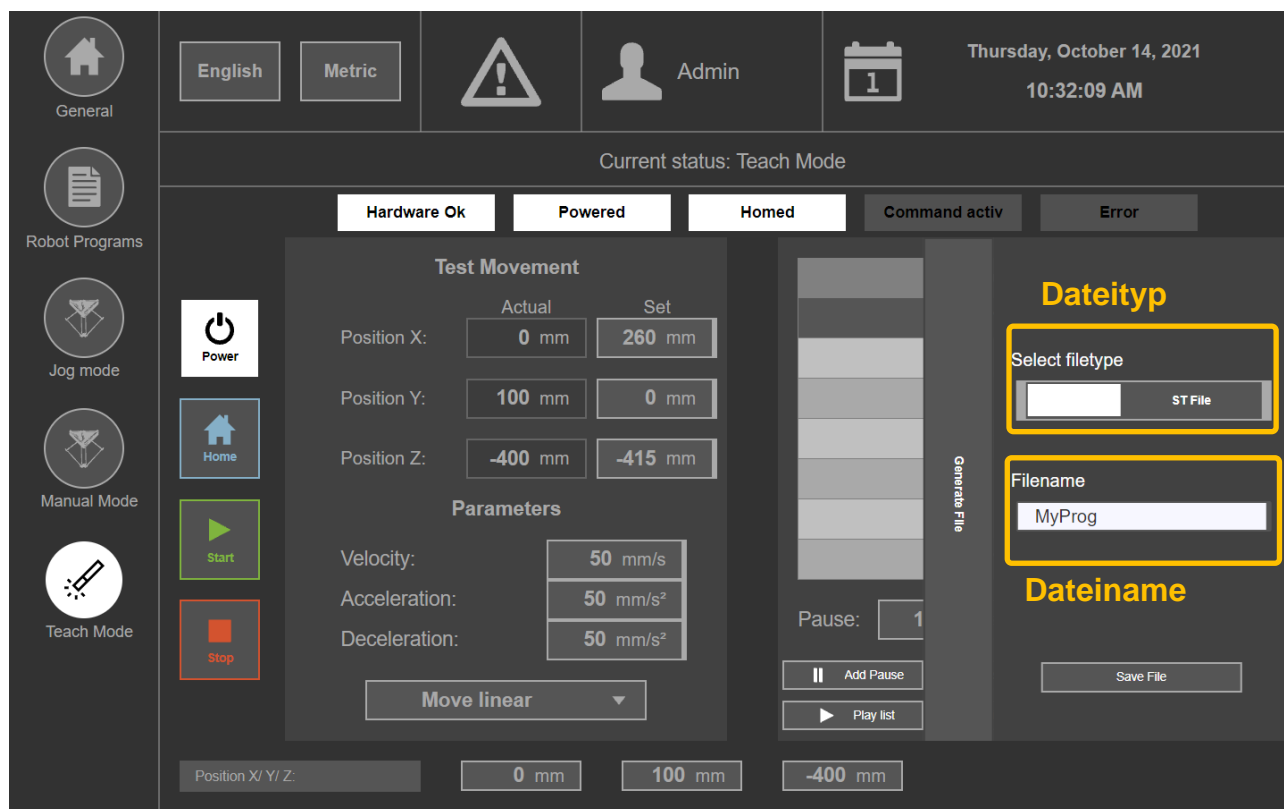 General
Robot Programs
Jog mode
Manual Mode
Teach Mode
English
Metric
Admin
1
Thursday, October 14, 2021
10:32:09 AM
Current status: Teach Mode
Hardware Ok
Powered
Homed
Command activ
Error
Power
Home
Start
Stop
Test Movement
Actual Set
Position X: 0 mm 260 mm
Position Y: 100 mm 0 mm
Position Z: -400 mm -415 mm
Parameters
Velocity: 50 mm/s
Acceleration: 50 mm/s²
Deceleration: 50 mm/s²
Move linear
Pause: 1
Add Pause
Play list
Generate File
Dateityp
Select filetype
ST File
Filename
MyProg
Dateiname
Save File
Position X/ Y/ Z: 0 mm 100 mm -400 mm